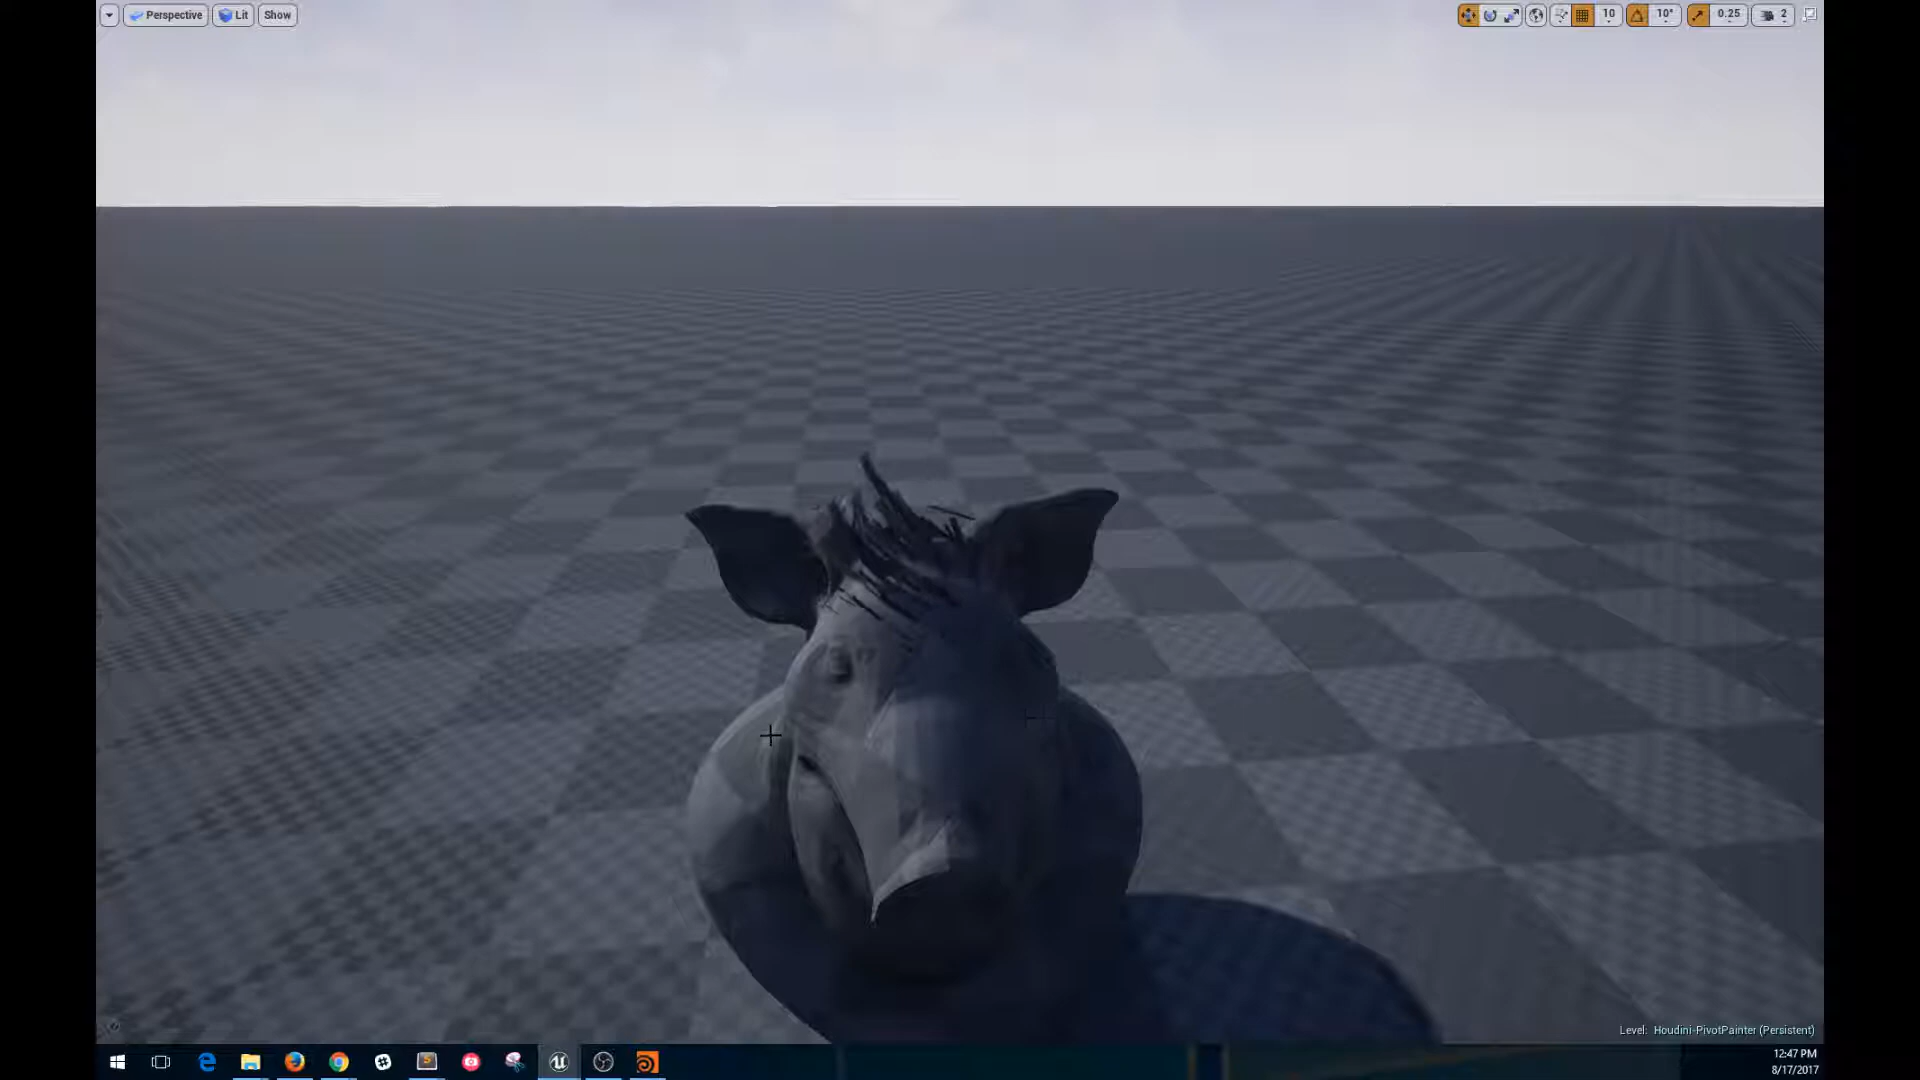 Perspective Lit Show 10 10° 0.25 2
Level: Houdini-PivotPainter (Persistent)
12:47 PM
8/17/2017